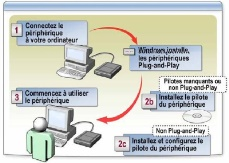 1 Connectez le
périphérique
à votre ordinateur
Windows installe
les périphériques
Plug-and-Play
Pilotes manquants ou
non Plug-and-Play
3 Commencez à utiliser
le périphérique
2b Installez le pilote
du périphérique
Non Plug-and-Play
2c Installez et configurez le
pilote du périphérique